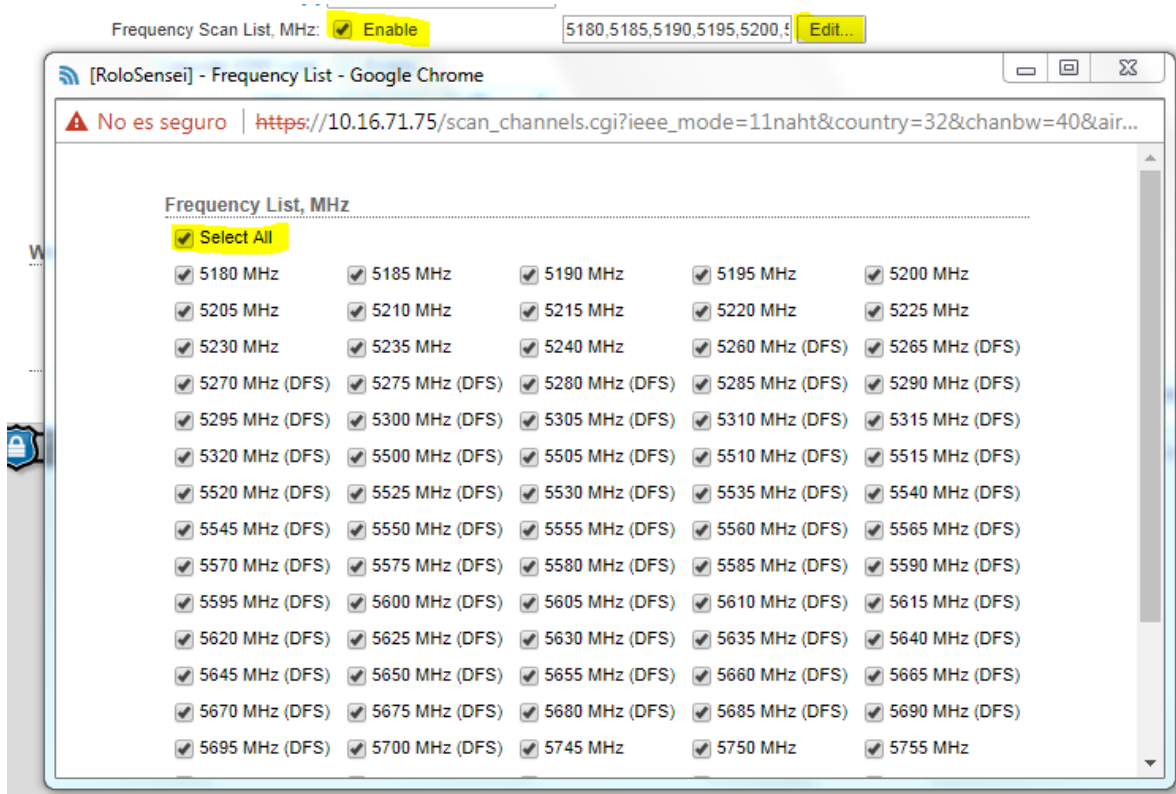 Frequency Scan List, MHz: Enable 5180,5185,5190,5195,5200, Edit...
[RoloSensei] - Frequency List - Google Chrome
No es seguro | https://10.16.71.75/scan_channels.cgi?ieee_mode=11naht&country=32&chanbw=40&air...
Frequency List, MHz
Select All
5180 MHz 5185 MHz 5190 MHz 5195 MHz 5200 MHz
5205 MHz 5210 MHz 5215 MHz 5220 MHz 5225 MHz
5230 MHz 5235 MHz 5240 MHz 5260 MHz (DFS) 5265 MHz (DFS)
5270 MHz (DFS) 5275 MHz (DFS) 5280 MHz (DFS) 5285 MHz (DFS) 5290 MHz (DFS)
5295 MHz (DFS) 5300 MHz (DFS) 5305 MHz (DFS) 5310 MHz (DFS) 5315 MHz (DFS)
5320 MHz (DFS) 5500 MHz (DFS) 5505 MHz (DFS) 5510 MHz (DFS) 5515 MHz (DFS)
5520 MHz (DFS) 5525 MHz (DFS) 5530 MHz (DFS) 5535 MHz (DFS) 5540 MHz (DFS)
5545 MHz (DFS) 5550 MHz (DFS) 5555 MHz (DFS) 5560 MHz (DFS) 5565 MHz (DFS)
5570 MHz (DFS) 5575 MHz (DFS) 5580 MHz (DFS) 5585 MHz (DFS) 5590 MHz (DFS)
5595 MHz (DFS) 5600 MHz (DFS) 5605 MHz (DFS) 5610 MHz (DFS) 5615 MHz (DFS)
5620 MHz (DFS) 5625 MHz (DFS) 5630 MHz (DFS) 5635 MHz (DFS) 5640 MHz (DFS)
5645 MHz (DFS) 5650 MHz (DFS) 5655 MHz (DFS) 5660 MHz (DFS) 5665 MHz (DFS)
5670 MHz (DFS) 5675 MHz (DFS) 5680 MHz (DFS) 5685 MHz (DFS) 5690 MHz (DFS)
5695 MHz (DFS) 5700 MHz (DFS) 5745 MHz 5750 MHz 5755 MHz